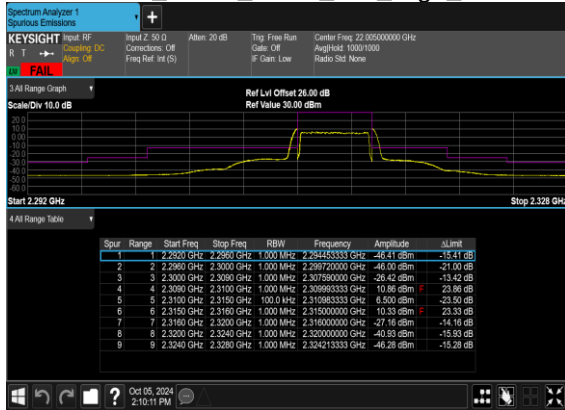 Spectrum Analyzer 1
Spurious Emissions
+
KEYSIGHT Input: RF Input Z: 50 Ω Atten: 20 dB Trig: Free Run Center Freq: 22.005000000 GHz
R T Coupling: DC Corrections: Off Gate: Off Avg|Hold: 1000/1000
Align: Off Freq Ref: Int (S) IF Gain: Low Radio Std: None
LU FAIL
3 All Range Graph Ref Lvl Offset 26.00 dB
Scale/Div 10.0 dB Ref Value 30.00 dBm
20.0
10.0
0.00
-10.0
-20.0
-30.0
-40.0
-50.0
-60.0
Start 2.292 GHz Stop 2.328 GHz
4 All Range Table
Spur Range Start Freq Stop Freq RBW Frequency Amplitude ΔLimit
1 1 2.2920 GHz 2.2960 GHz 1.000 MHz 2.294453333 GHz -46.41 dBm -15.41 dB
2 2 2.2960 GHz 2.3000 GHz 1.000 MHz 2.299720000 GHz -46.00 dBm -21.00 dB
3 3 2.3000 GHz 2.3090 GHz 1.000 MHz 2.307590000 GHz -26.42 dBm -13.42 dB
4 4 2.3090 GHz 2.3100 GHz 1.000 MHz 2.309993333 GHz 10.86 dBm F 23.86 dB
5 5 2.3100 GHz 2.3150 GHz 100.0 kHz 2.310983333 GHz 6.500 dBm -23.50 dB
6 6 2.3150 GHz 2.3160 GHz 1.000 MHz 2.315000000 GHz 10.33 dBm F 23.33 dB
7 7 2.3160 GHz 2.3200 GHz 1.000 MHz 2.316000000 GHz -27.16 dBm -14.16 dB
8 8 2.3200 GHz 2.3240 GHz 1.000 MHz 2.320000000 GHz -40.93 dBm -15.93 dB
9 9 2.3240 GHz 2.3280 GHz 1.000 MHz 2.324213333 GHz -46.28 dBm -15.28 dB
? Oct 05, 2024
2:10:11 PM